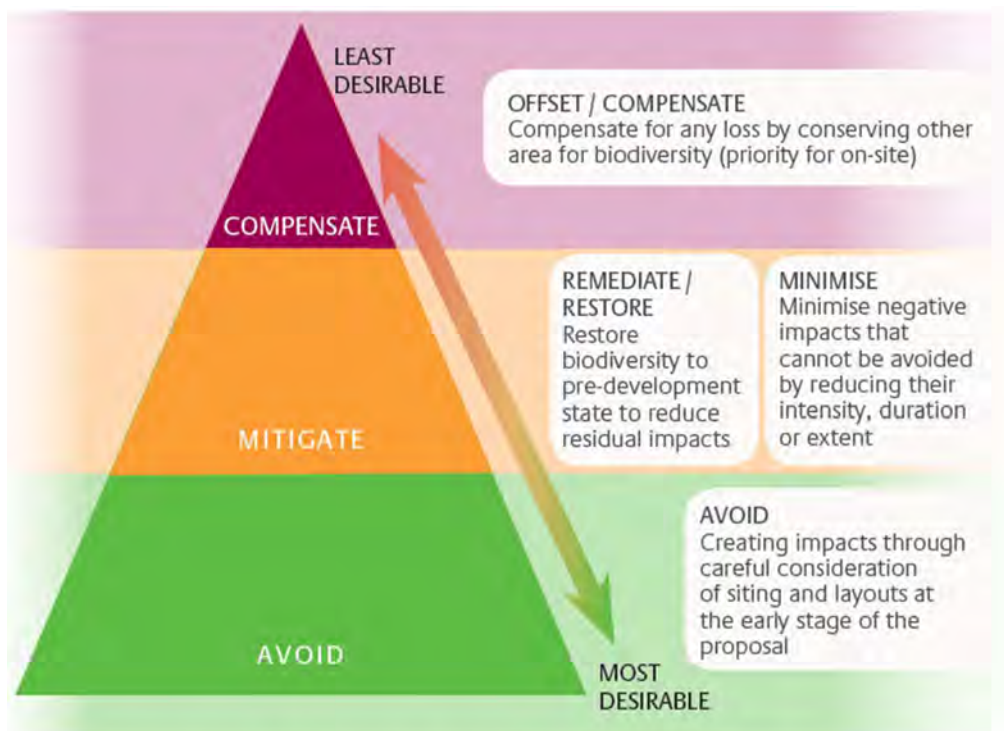 LEAST
DESIRABLE
OFFSET / COMPENSATE
Compensate for any loss by conserving other
area for biodiversity (priority for on-site)
COMPENSATE
REMEDIATE /
RESTORE
Restore
biodiversity to
pre-development
state to reduce
residual impacts
MINIMISE
Minimise negative
impacts that
cannot be avoided
by reducing their
intensity, duration
or extent
MITIGATE
AVOID
Creating impacts through
careful consideration
of siting and layouts at
the early stage of the
proposal
AVOID
MOST
DESIRABLE